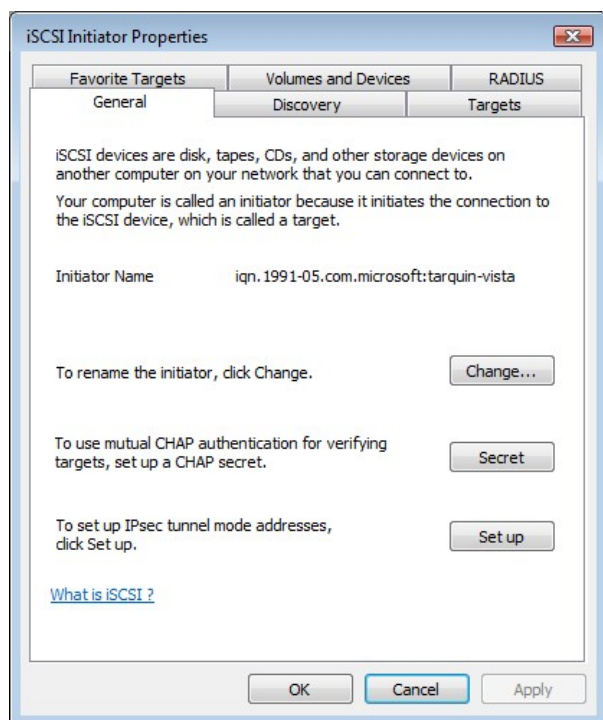 iSCSI Initiator Properties
Favorite Targets
Volumes and Devices
RADIUS
General
Discovery
Targets
iSCSI devices are disk, tapes, CDs, and other storage devices on
another computer on your network that you can connect to.
Your computer is called an initiator because it initiates the connection to
the iSCSI device, which is called a target.
Initiator Name
iqn.1991-05.com.microsoft:tarquin-vista
To rename the initiator, click Change.
Change...
To use mutual CHAP authentication for verifying
targets, set up a CHAP secret.
Secret
To set up IPsec tunnel mode addresses,
click Set up.
Set up
What is iSCSI ?
OK
Cancel
Apply